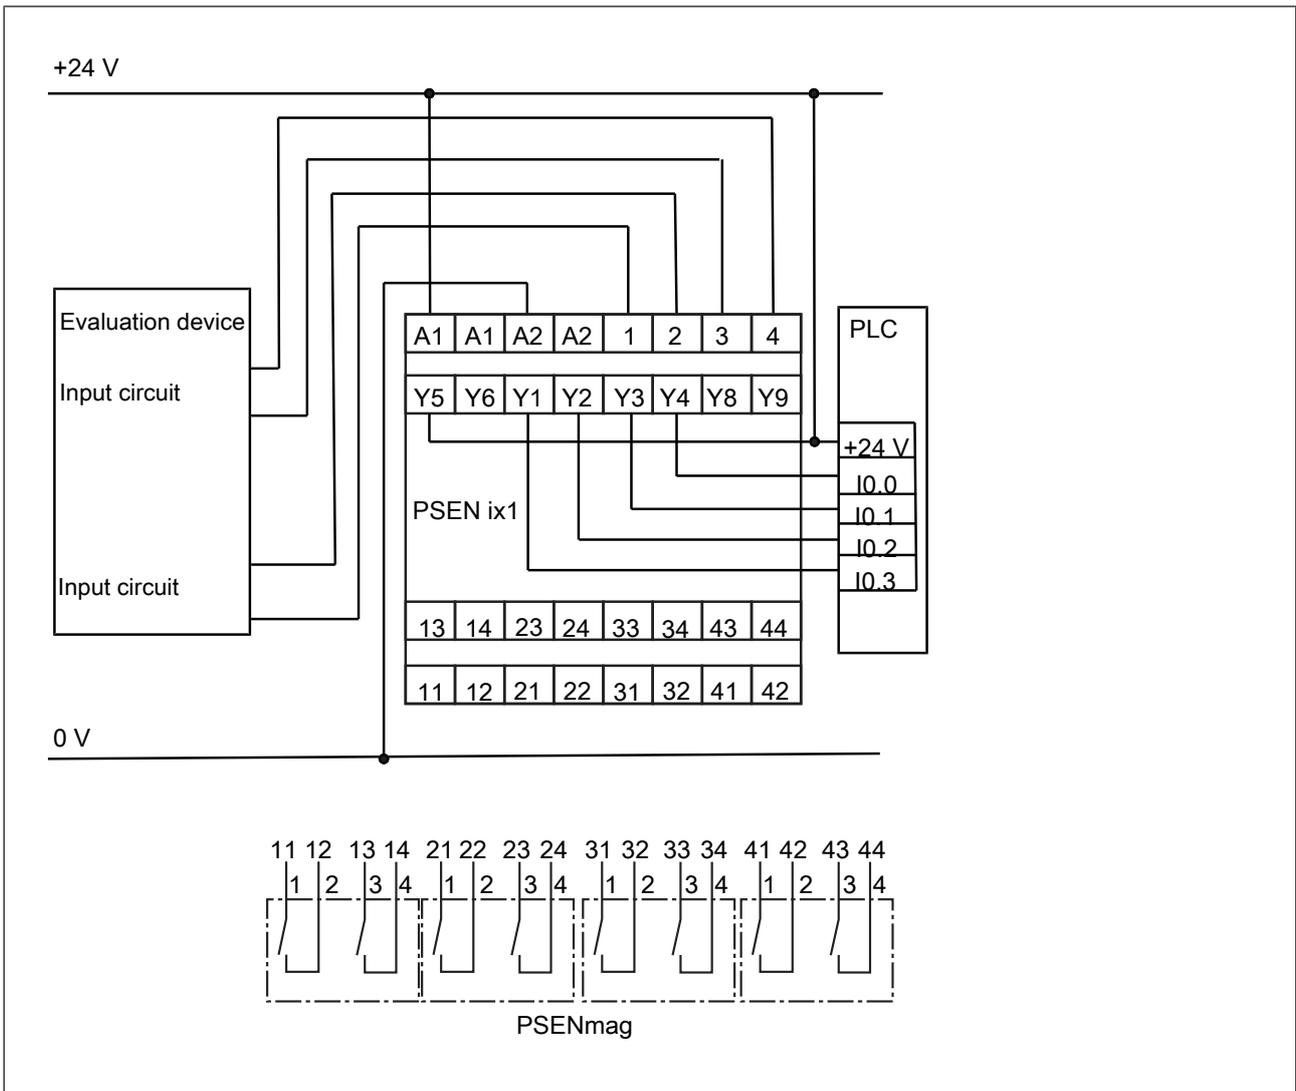 +24 V
Evaluation device
Input circuit
Input circuit
A1 A1 A2 A2 1 2 3 4
Y5 Y6 Y1 Y2 Y3 Y4 Y8 Y9
PSEN ix1
13 14 23 24 33 34 43 44
11 12 21 22 31 32 41 42
PLC
+24 V
I0.0
I0.1
I0.2
I0.3
0 V
11 12 13 14 21 22 23 24 31 32 33 34 41 42 43 44
1 2 3 4 1 2 3 4 1 2 3 4 1 2 3 4
PSENmag